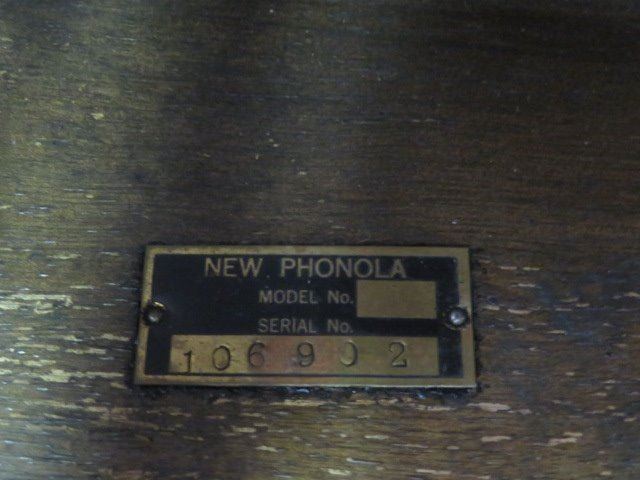 NEW PHONOLA
MODEL No.
SERIAL No.
106902